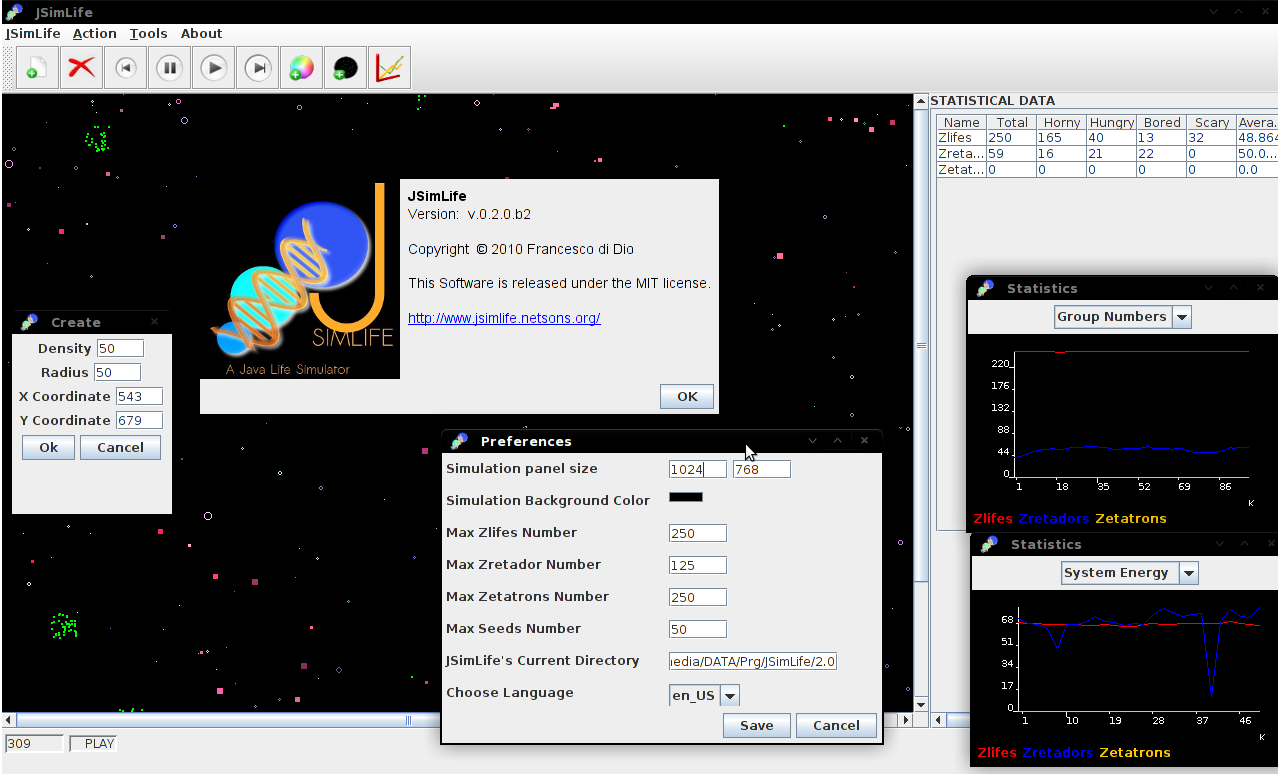 JSimLife
JSimLife Action Tools About
STATISTICAL DATA
Name Total Horny Hungry Bored Scary Avera.
Zlifes 250 165 40 13 32 48.864
Zreta... 59 16 21 22 0 50.0...
Zetat... 0 0 0 0 0 0.0
SIMLIFE
A Java Life Simulator
JSimLife
Version: v.0.2.0.b2
Copyright © 2010 Francesco di Dio
This Software is released under the MIT license.
http://www.jsimlife.netsons.org/
OK
Create
Density 50
Radius 50
X Coordinate 543
Y Coordinate 679
Ok Cancel
Preferences
Simulation panel size 1024 768
Simulation Background Color
Max Zlifes Number 250
Max Zretador Number 125
Max Zetatrons Number 250
Max Seeds Number 50
JSimLife's Current Directory edia/DATA/Prg/JSimLife/2.0
Choose Language en_US
Save Cancel
Statistics
Group Numbers
220
176
132
88
44
0
1 18 35 52 69 86
K
Zlifes Zretadors Zetatrons
Statistics
System Energy
68
51
34
17
0
1 10 19 28 37 46
K
Zlifes Zretadors Zetatrons
309 PLAY